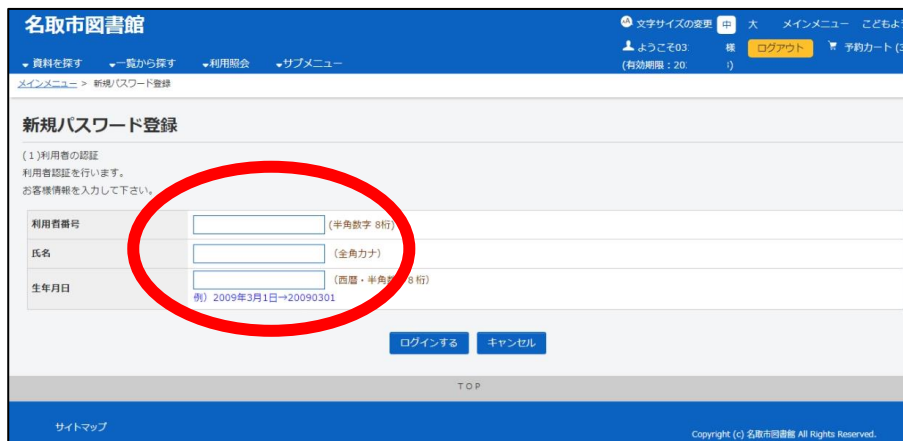 名取市図書館
文字サイズの変更 中 大 メインメニュー こどもよ
ようこそ03: 様 ログアウト 予約カート (3
(有効期限：20: :)
資料を探す 一覧から探す 利用照会 サブメニュー
メインメニュー > 新規パスワード登録
新規パスワード登録
(1)利用者の認証
利用者認証を行います。
お客様情報を入力して下さい。
利用者番号 (半角数字 8桁)
氏名 (全角カナ)
生年月日 (西暦・半角数 8桁)
例）2009年3月1日→20090301
ログインする キャンセル
TOP
サイトマップ
Copyright (c) 名取市図書館 All Rights Reserved.